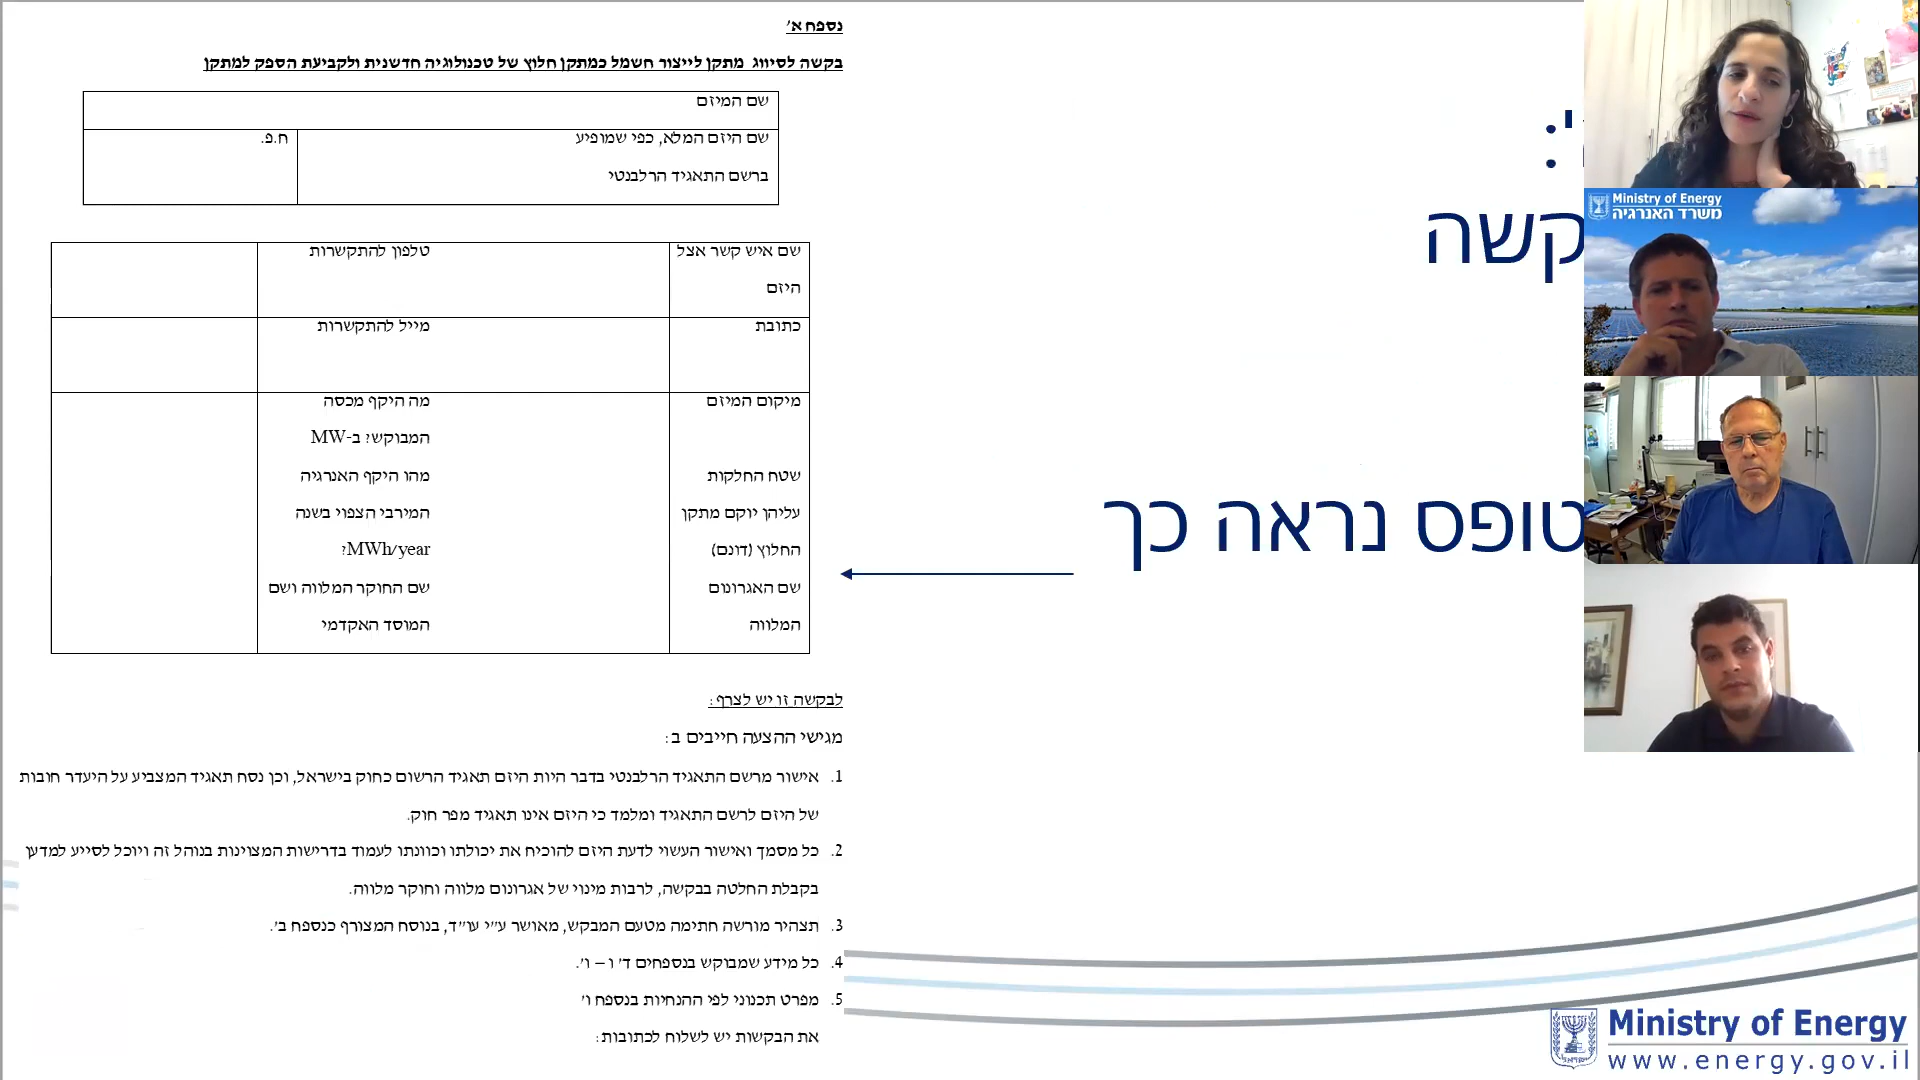 נספח א'
בקשה לסיווג מתקן לייצור חשמל כמתקן חלוץ של טכנולוגיה חדשנית ולקביעת הספק למתקן
שם המיזם
שם היזם המלא, כפי שמופיע
ברשם התאגיד הרלבנטי
ח.פ.
שם איש קשר אצל
היזם
טלפון להתקשרות
כתובת
מייל להתקשרות
מיקום המיזם
שטח החלקות
עליהן יוקם מתקן
החלוץ (דונם)
שם האגרונום
המלווה
מה היקף מכסה
המבוקש? ב-MW
מהו היקף האנרגיה
המירבי הצפוי בשנה
MWh/year?
שם החוקר המלווה ושם
המוסד האקדמי
לבקשה זו יש לצרף:
מגישי ההצעה חייבים ב:
1. אישור מרשם התאגיד הרלבנטי בדבר היות היזם תאגיד הרשום כחוק בישראל, וכן נסח תאגיד המצביע על היעדר חובות
של היזם לרשם התאגיד ומלמד כי היזם אינו תאגיד מפר חוק.
2. כל מסמך ואישור העשוי לדעת היזם להוכיח את יכולתו וכוונתו לעמוד בדרישות המצוינות בנוהל זה ויוכל לסייע למדען
בקבלת החלטה בבקשה, לרבות מינוי של אגרונום מלווה וחוקר מלווה.
3. תצהיר מורשה חתימה מטעם המבקש, מאושר ע"י עו"ד, בנוסח המצורף כנספח ב'.
4. כל מידע שמבוקש בנספחים ד' ו – ו'.
5. מפרט תכנוני לפי ההנחיות בנספח ו'
את הבקשות יש לשלוח לכתובות:
קשה
טופס נראה כך
Ministry of Energy
משרד האנרגיה
Ministry of Energy
www.energy.gov.il